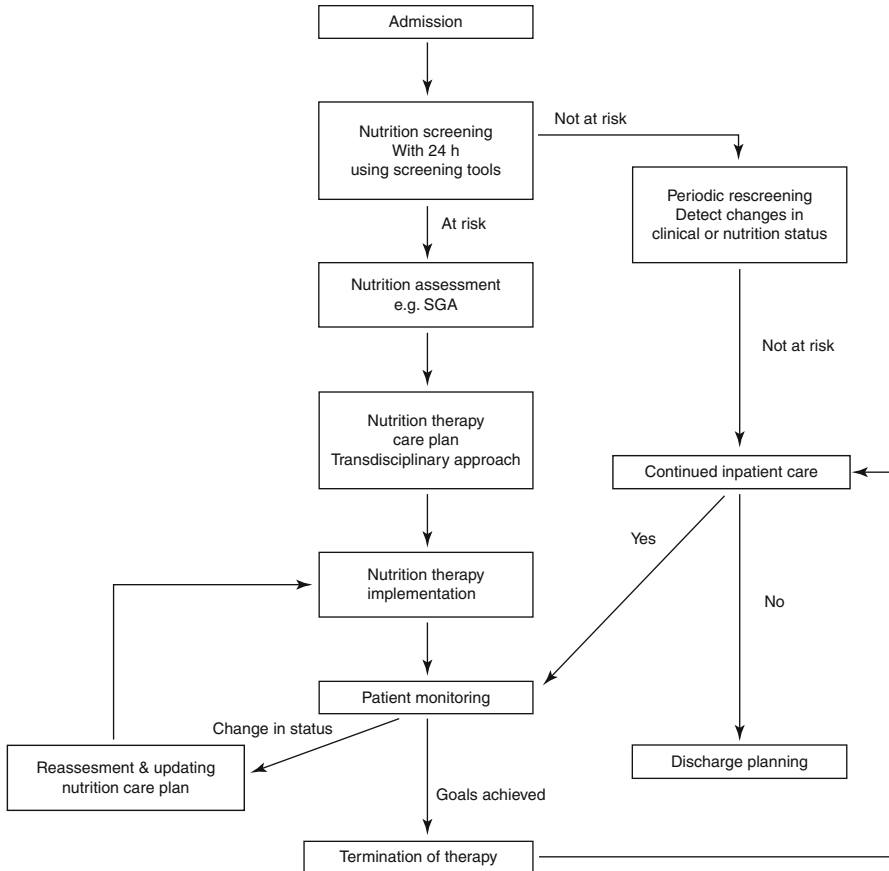 Admission
Nutrition screening
With 24 h
using screening tools
Not at risk
Periodic rescreening
Detect changes in
clinical or nutrition status
At risk
Nutrition assessment
e.g. SGA
Not at risk
Nutrition therapy
care plan
Transdisciplinary approach
Continued inpatient care
Yes
No
Nutrition therapy
implementation
Patient monitoring
Change in status
Reassesment & updating
nutrition care plan
Discharge planning
Goals achieved
Termination of therapy